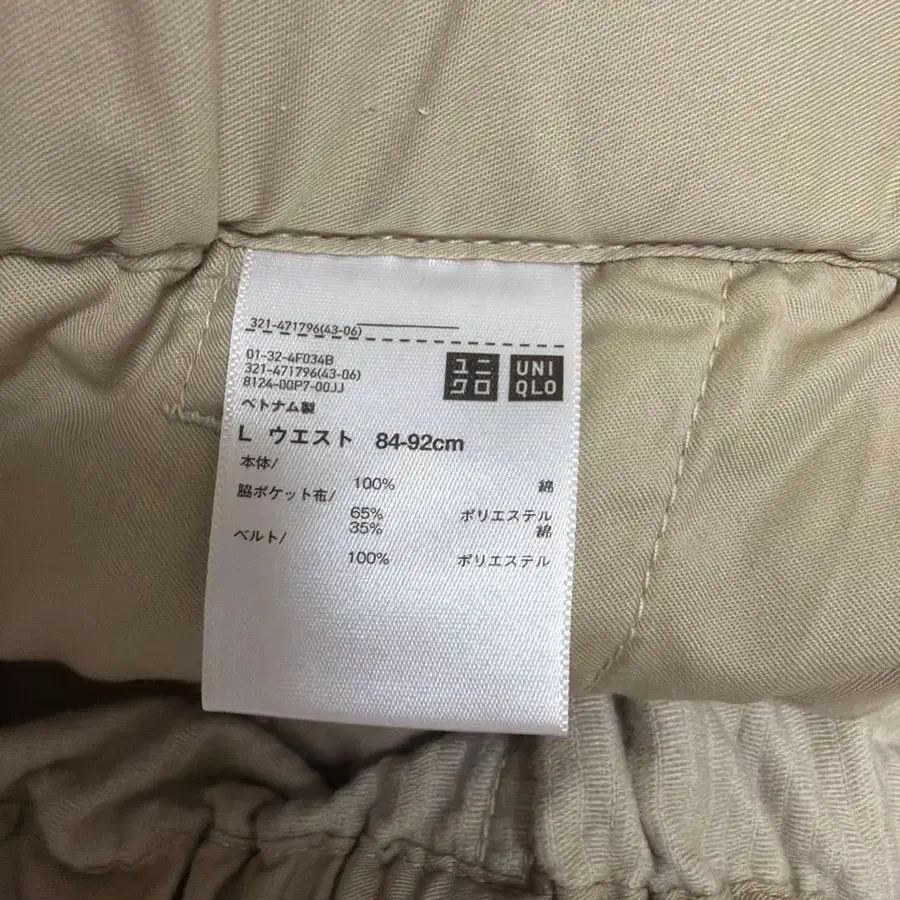 321-471796(43-06)
01-32-4F034B
321-471796(43-06)
8124-00P7-00JJ
ユニ
クロ
UNI
QLO
ベトナム製
L ウエスト 84-92cm
本体/
100% 綿
脇ポケット布/
65% ポリエステル
35% 綿
ベルト/
100% ポリエステル